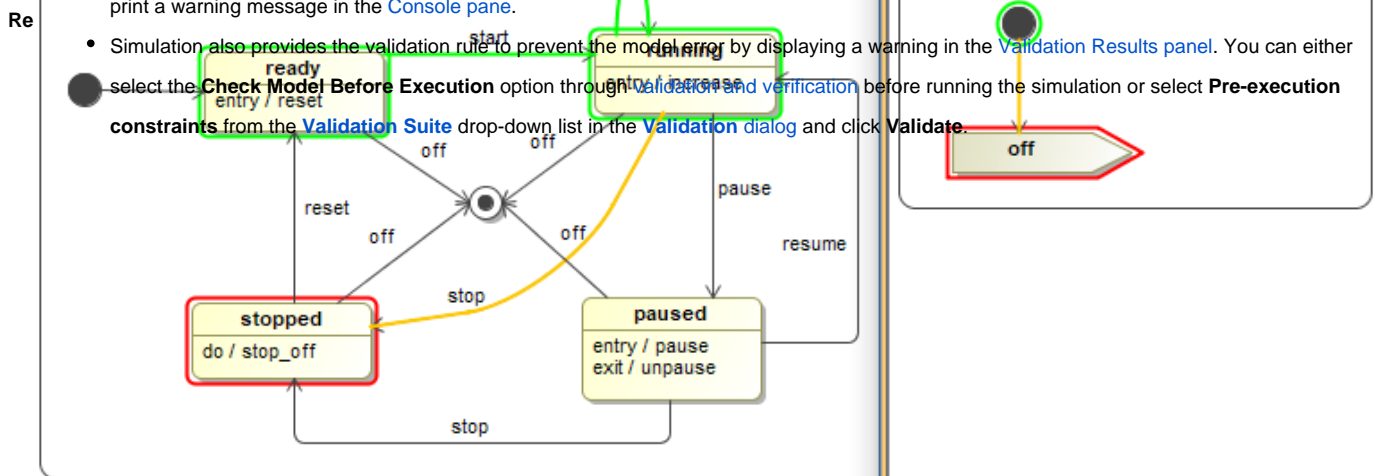 print a warning message in the Console pane.
Re
• Simulation also provides the validation rule to prevent the model error by displaying a warning in the Validation Results panel. You can either
select the Check Model Before Execution option through validation and verification before running the simulation or select Pre-execution
constraints from the Validation Suite drop-down list in the Validation dialog and click Validate.
start
running
ready
entry / increase
entry / reset
off
off
off
pause
reset
off
off
resume
stop
stopped
paused
do / stop_off
entry / pause
exit / unpause
stop